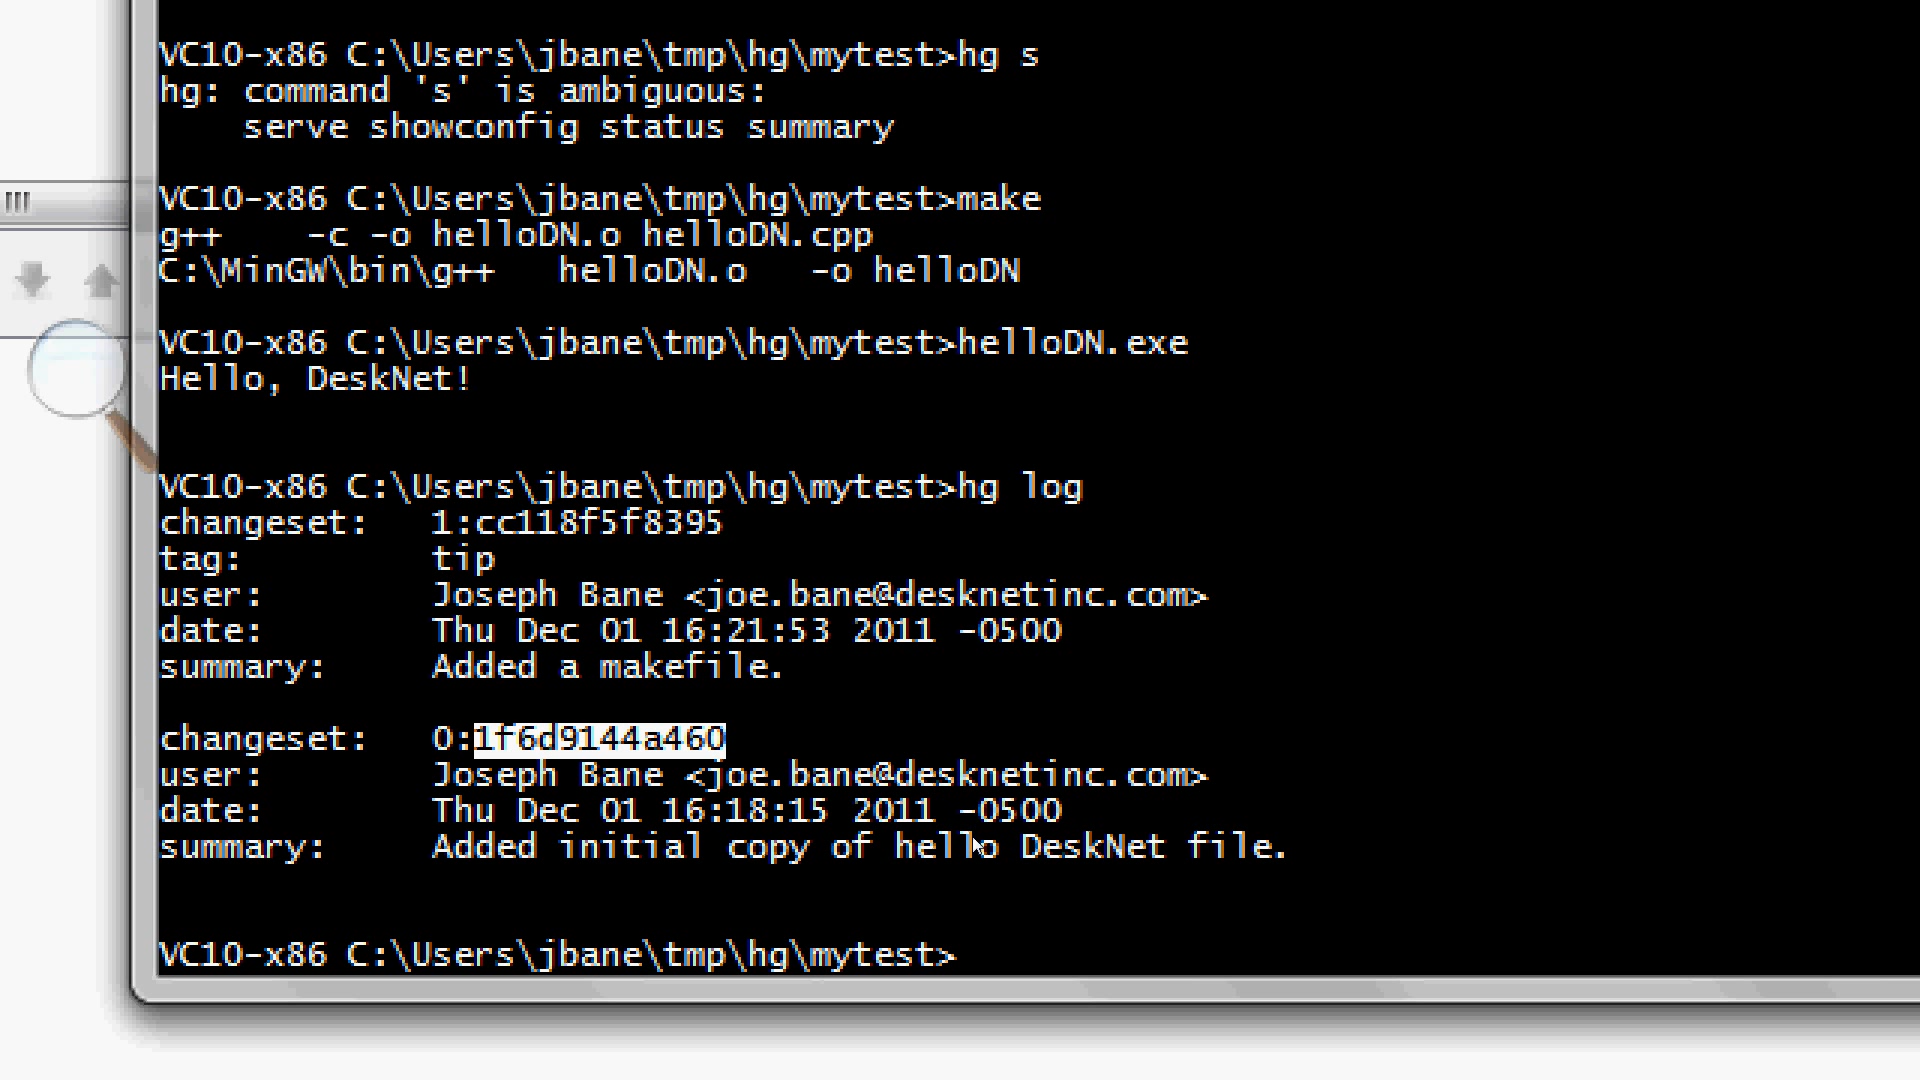 VC10-x86 C:\Users\jbane\tmp\hg\mytest>hg s
hg: command 's' is ambiguous:
    serve showconfig status summary
VC10-x86 C:\Users\jbane\tmp\hg\mytest>make
g++    -c -o helloDN.o helloDN.cpp
C:\MinGW\bin\g++   helloDN.o   -o helloDN
VC10-x86 C:\Users\jbane\tmp\hg\mytest>helloDN.exe
Hello, DeskNet!
VC10-x86 C:\Users\jbane\tmp\hg\mytest>hg log
changeset:   1:cc118f5f8395
tag:         tip
user:        Joseph Bane <joe.bane@desknetinc.com>
date:        Thu Dec 01 16:21:53 2011 -0500
summary:     Added a makefile.
changeset:   0:1f6d9144a460
user:        Joseph Bane <joe.bane@desknetinc.com>
date:        Thu Dec 01 16:18:15 2011 -0500
summary:     Added initial copy of hello DeskNet file.
VC10-x86 C:\Users\jbane\tmp\hg\mytest>